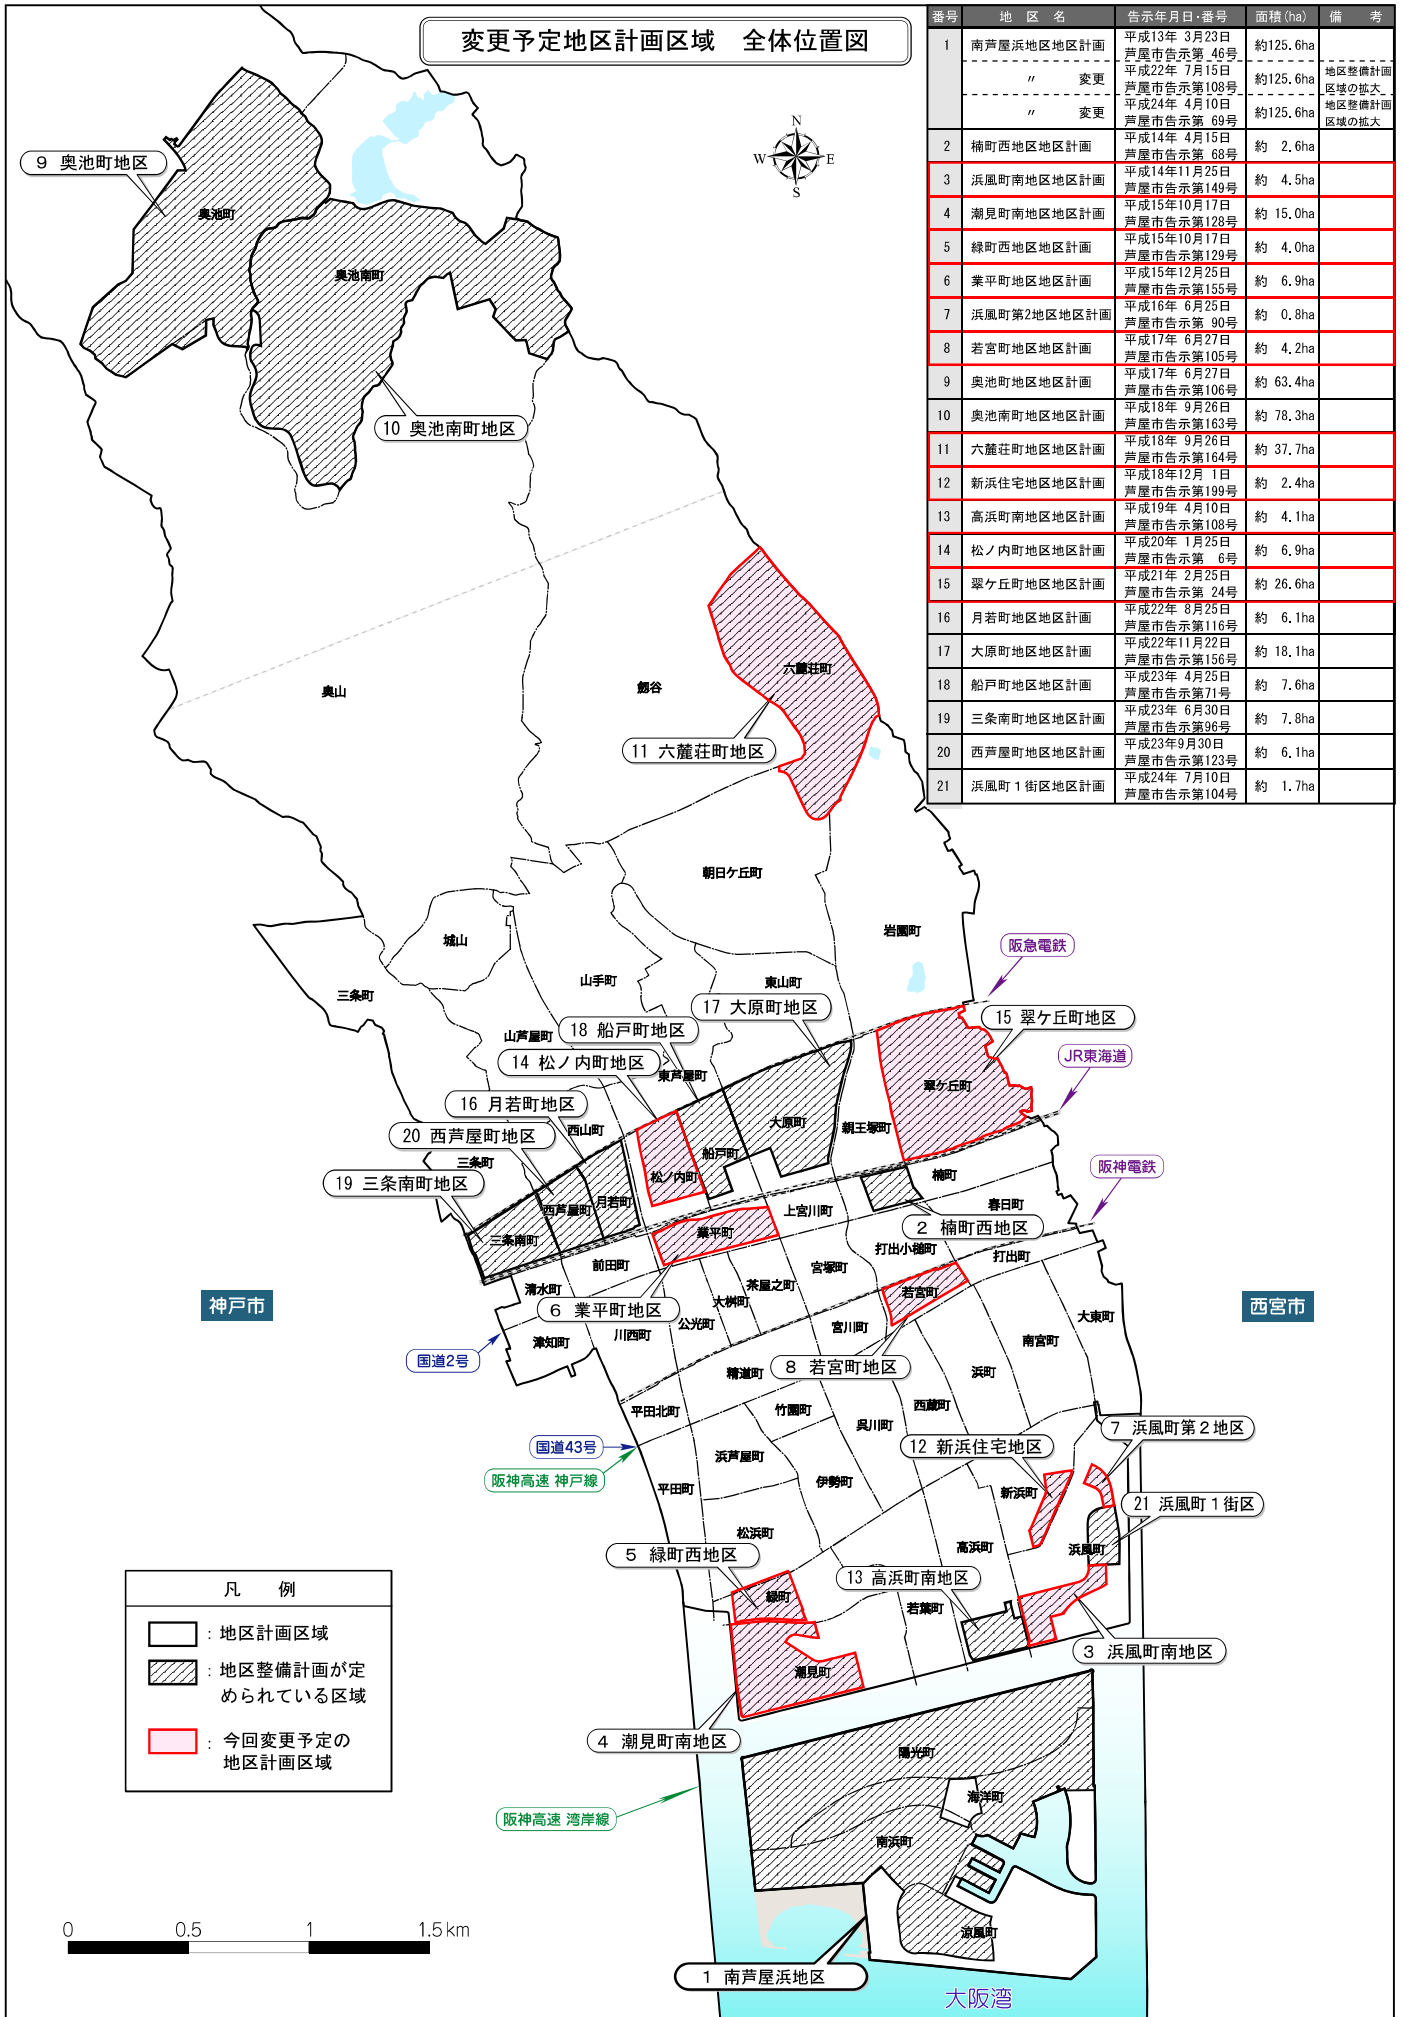 変更予定地区計画区域　全体位置図
番号 地 区 名 告示年月日・番号 面積(ha) 備 考
1 南芦屋浜地区地区計画 平成13年 3月23日 芦屋市告示第 46号 約125.6ha
〃 変更 平成22年 7月15日 芦屋市告示第108号 約125.6ha 地区整備計画区域の拡大
〃 変更 平成24年 4月10日 芦屋市告示第 69号 約125.6ha 地区整備計画区域の拡大
2 楠町西地区地区計画 平成14年 4月15日 芦屋市告示第 68号 約 2.6ha
3 浜風町南地区地区計画 平成14年11月25日 芦屋市告示第149号 約 4.5ha
4 潮見町南地区地区計画 平成15年10月17日 芦屋市告示第128号 約 15.0ha
5 緑町西地区地区計画 平成15年10月17日 芦屋市告示第129号 約 4.0ha
6 業平町地区地区計画 平成15年12月25日 芦屋市告示第155号 約 6.9ha
7 浜風町第2地区地区計画 平成16年 6月25日 芦屋市告示第 90号 約 0.8ha
8 若宮町地区地区計画 平成17年 6月27日 芦屋市告示第105号 約 4.2ha
9 奥池町地区地区計画 平成17年 6月27日 芦屋市告示第106号 約 63.4ha
10 奥池南町地区地区計画 平成18年 9月26日 芦屋市告示第163号 約 78.3ha
11 六麓荘町地区地区計画 平成18年 9月26日 芦屋市告示第164号 約 37.7ha
12 新浜住宅地区地区計画 平成18年12月 1日 芦屋市告示第199号 約 2.4ha
13 高浜町南地区地区計画 平成19年 4月10日 芦屋市告示第108号 約 4.1ha
14 松ノ内町地区地区計画 平成20年 1月25日 芦屋市告示第 6号 約 6.9ha
15 翠ケ丘町地区地区計画 平成21年 2月25日 芦屋市告示第 24号 約 26.6ha
16 月若町地区地区計画 平成22年 8月25日 芦屋市告示第116号 約 6.1ha
17 大原町地区地区計画 平成22年11月22日 芦屋市告示第156号 約 18.1ha
18 船戸町地区地区計画 平成23年 4月25日 芦屋市告示第71号 約 7.6ha
19 三条南町地区地区計画 平成23年 6月30日 芦屋市告示第96号 約 7.8ha
20 西芦屋町地区地区計画 平成23年9月30日 芦屋市告示第123号 約 6.1ha
21 浜風町１街区地区計画 平成24年 7月10日 芦屋市告示第104号 約 1.7ha
N
W E
S
9 奥池町地区
奥池町
奥池南町
10 奥池南町地区
奥山
劔谷
六麓荘町
11 六麓荘町地区
朝日ケ丘町
岩園町
城山
山手町
東山町
三条町
山芦屋町
阪急電鉄
17 大原町地区
15 翠ケ丘町地区
18 船戸町地区
14 松ノ内町地区
東芦屋町
JR東海道
翠ケ丘町
16 月若町地区
西山町
大原町
親王塚町
20 西芦屋町地区
船戸町
三条町
松ノ内町
楠町
阪神電鉄
19 三条南町地区
西芦屋町
月若町
春日町
上宮川町
2 楠町西地区
三条南町
業平町
打出小槌町
打出町
前田町
宮塚町
清水町
茶屋之町
若宮町
6 業平町地区
大桝町
公光町
宮川町
大東町
神戸市
西宮市
津知町
川西町
南宮町
国道2号
8 若宮町地区
精道町
浜町
平田北町
竹園町
呉川町
西蔵町
7 浜風町第２地区
国道43号
12 新浜住宅地区
阪神高速 神戸線
浜芦屋町
平田町
伊勢町
新浜町
21 浜風町１街区
松浜町
高浜町
浜風町
5 緑町西地区
13 高浜町南地区
緑町
若葉町
3 浜風町南地区
潮見町
4 潮見町南地区
凡 例
：地区計画区域
：地区整備計画が定
められている区域
：今回変更予定の
地区計画区域
陽光町
海洋町
阪神高速 湾岸線
南浜町
涼風町
0 0.5 1 1.5km
1 南芦屋浜地区
大阪湾